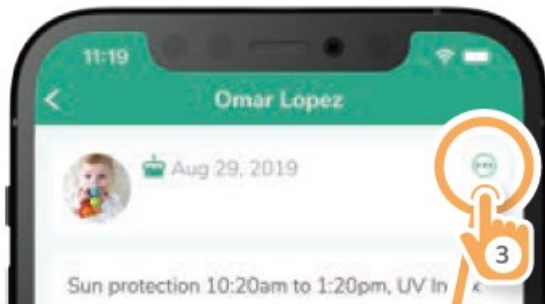 11:19
Omar Lopez
Aug 29, 2019
3
Sun protection 10:20am to 1:20pm, UV In